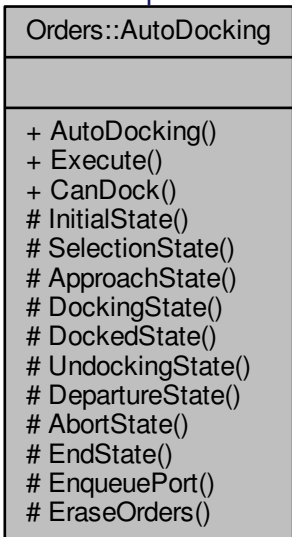 Orders::AutoDocking
+ AutoDocking()
+ Execute()
+ CanDock()
# InitialState()
# SelectionState()
# ApproachState()
# DockingState()
# DockedState()
# UndockingState()
# DepartureState()
# AbortState()
# EndState()
# EnqueuePort()
# EraseOrders()